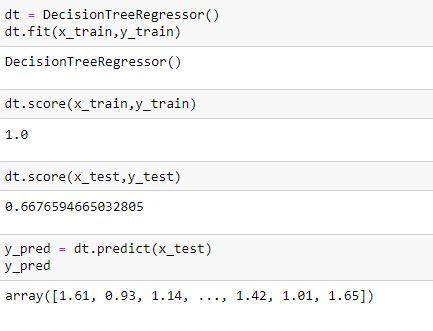 dt = DecisionTreeRegressor()
dt.fit(x_train,y_train)
DecisionTreeRegressor()
dt.score(x_train,y_train)
1.0
dt.score(x_test,y_test)
0.6676594665032805
y_pred = dt.predict(x_test)
y_pred
array([1.61, 0.93, 1.14, ..., 1.42, 1.01, 1.65])